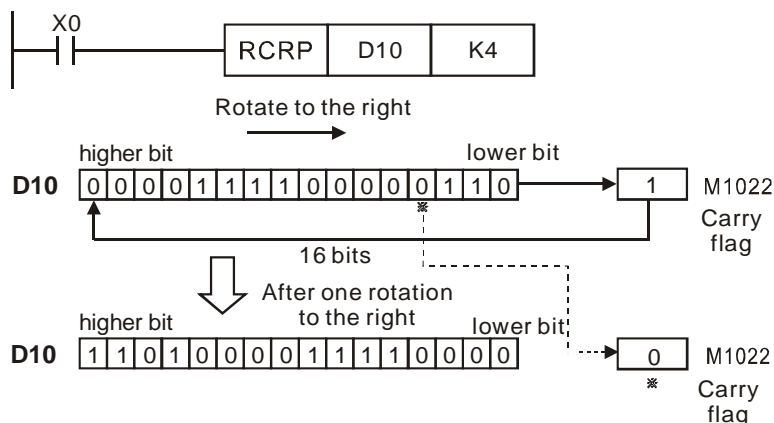 X0
RCRP D10 K4
Rotate to the right
higher bit lower bit
D10 0 0 0 0 1 1 1 1 0 0 0 0 0 1 1 0 1 M1022
※
Carry
flag
16 bits
After one rotation
to the right
higher bit lower bit
D10 1 1 0 1 0 0 0 0 1 1 1 1 0 0 0 0 0 M1022
※
Carry
flag